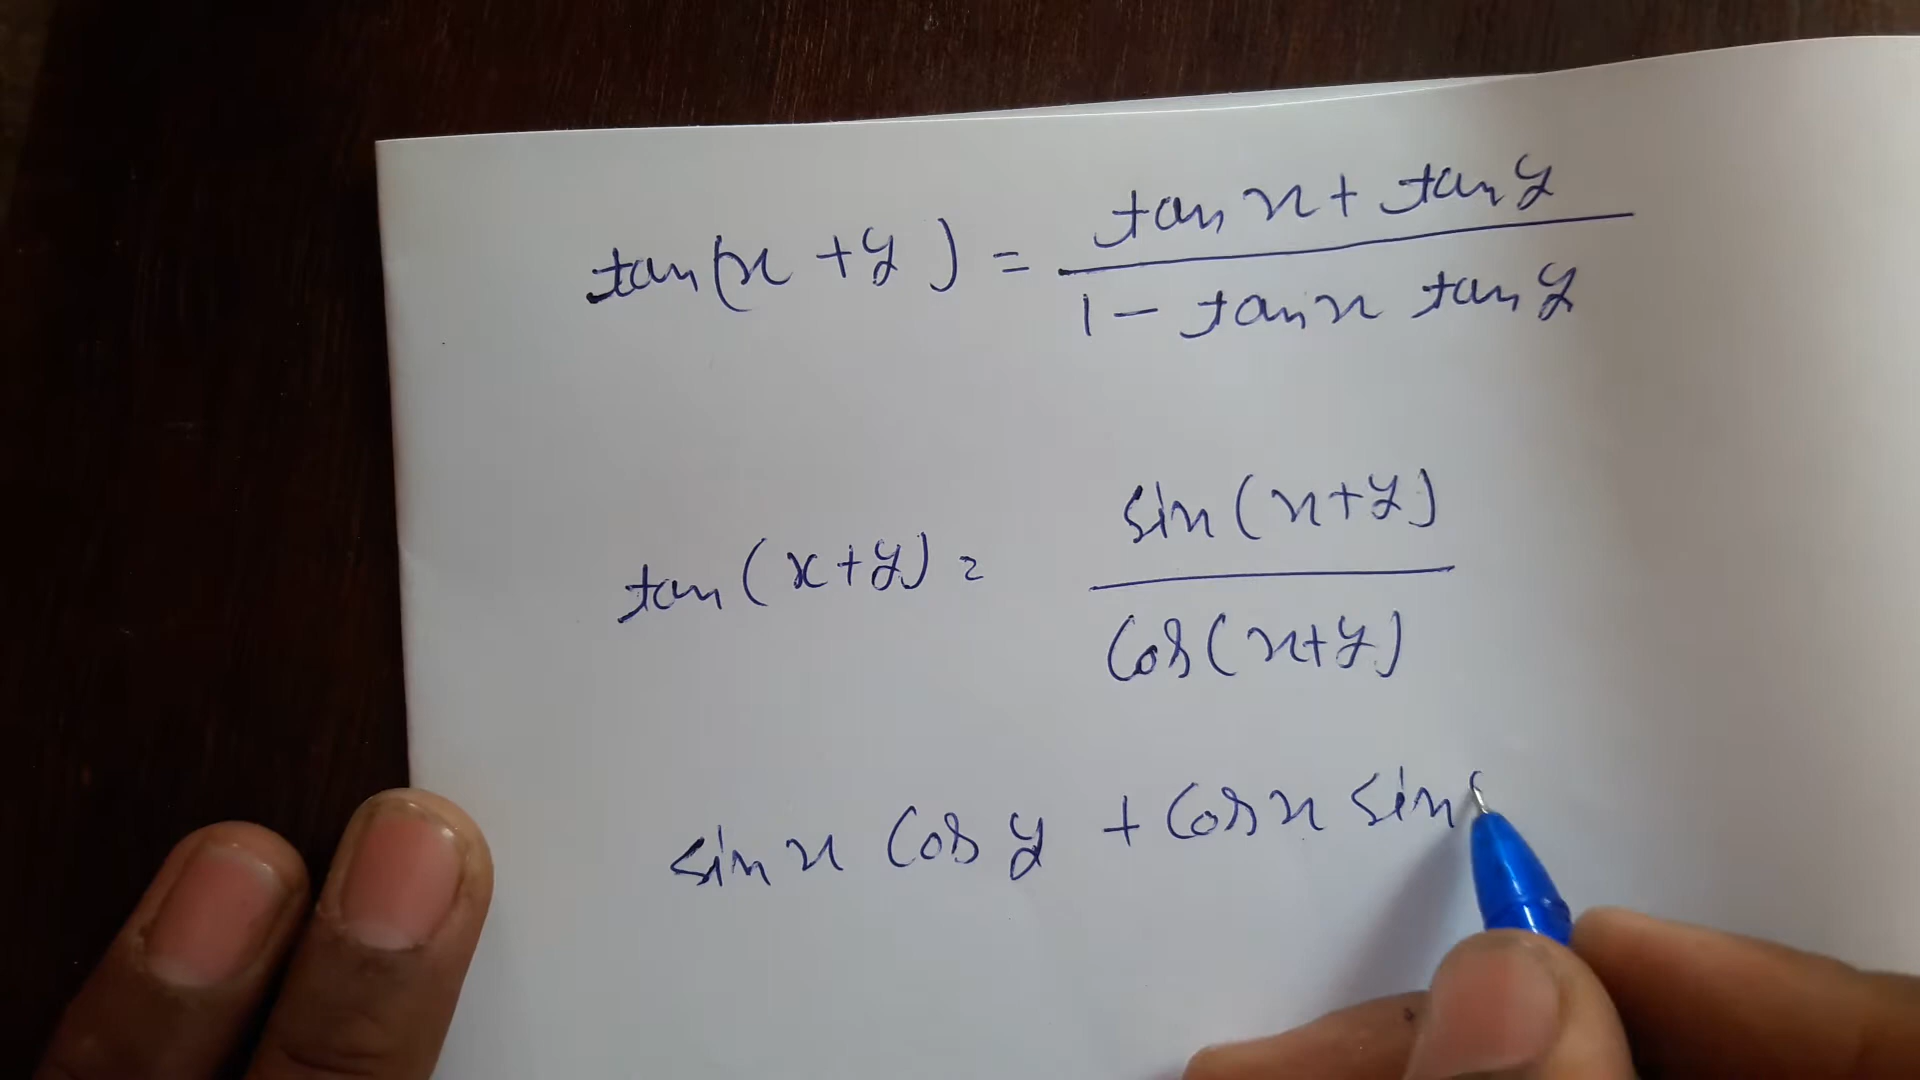 tan(x + y) = tan x + tan y
1 - tan x tan y
tan(x+y) = sin(x+y)
cos(x+y)
sin x cos y + cos x sin